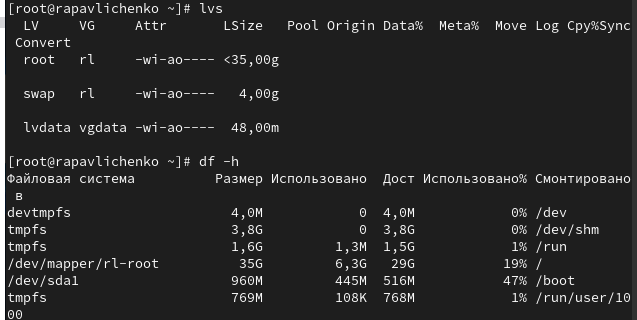 [root@rapavlichenko ~]# lvs
  LV     VG     Attr       LSize   Pool Origin Data%  Meta%  Move Log Cpy%Sync
 Convert
  root   rl     -wi-ao---- <35,00g
  swap   rl     -wi-ao----   4,00g
  lvdata vgdata -wi-ao----  48,00m
[root@rapavlichenko ~]# df -h
Файловая система          Размер Использовано  Дост Использовано% Смонтировано
 в
devtmpfs                    4,0M            0  4,0M            0% /dev
tmpfs                       3,8G            0  3,8G            0% /dev/shm
tmpfs                       1,6G         1,3M  1,5G            1% /run
/dev/mapper/rl-root          35G         6,3G   29G           19% /
/dev/sda1                   960M         445M  516M           47% /boot
tmpfs                       769M         108K  768M            1% /run/user/10
00